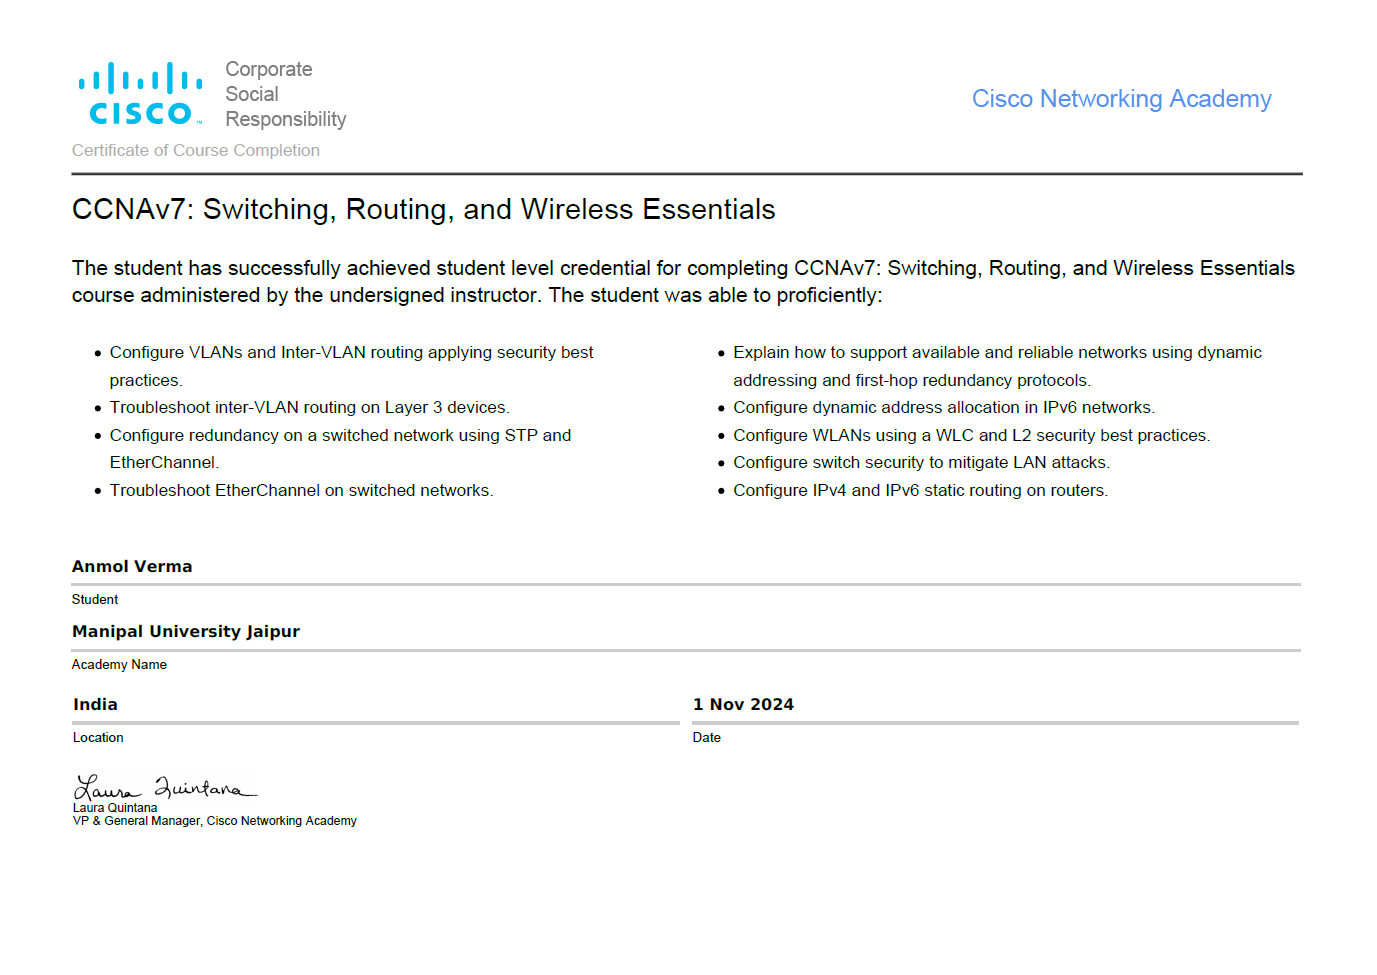 CISCO™
Corporate
Social
Responsibility
Cisco Networking Academy
Certificate of Course Completion
CCNAv7: Switching, Routing, and Wireless Essentials
The student has successfully achieved student level credential for completing CCNAv7: Switching, Routing, and Wireless Essentials
course administered by the undersigned instructor. The student was able to proficiently:
• Configure VLANs and Inter-VLAN routing applying security best
practices.
• Troubleshoot inter-VLAN routing on Layer 3 devices.
• Configure redundancy on a switched network using STP and
EtherChannel.
• Troubleshoot EtherChannel on switched networks.
• Explain how to support available and reliable networks using dynamic
addressing and first-hop redundancy protocols.
• Configure dynamic address allocation in IPv6 networks.
• Configure WLANs using a WLC and L2 security best practices.
• Configure switch security to mitigate LAN attacks.
• Configure IPv4 and IPv6 static routing on routers.
Anmol Verma
Student
Manipal University Jaipur
Academy Name
India
Location
1 Nov 2024
Date
Laura Quintana
Laura Quintana
VP & General Manager, Cisco Networking Academy